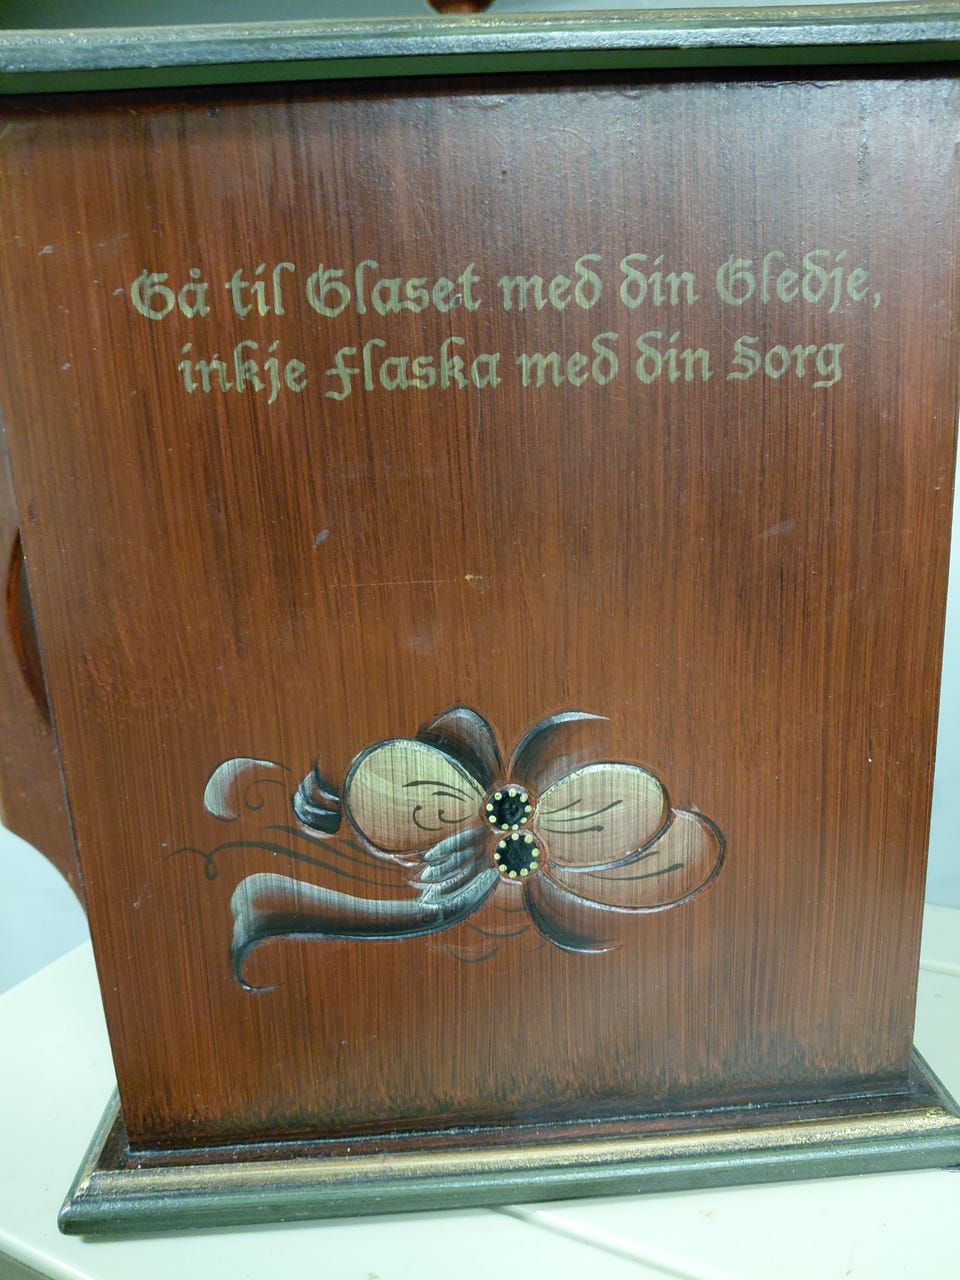 Gå til Glaset med din Gledje,
inkje Flaska med din Sorg